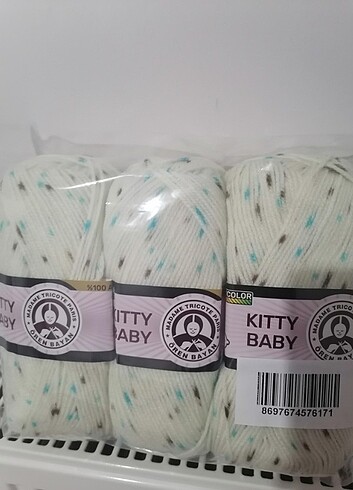 %100 A
KITTY
BABY
MADAME TRICOTE PARIS
ÖREN BAYAN
KITTY
BABY
MADAME TRICOTE PARIS
ÖREN BAYAN
COLOR
KITTY
BABY
MADAME TRICOTE PARIS
ÖREN BAYAN
8697674576171